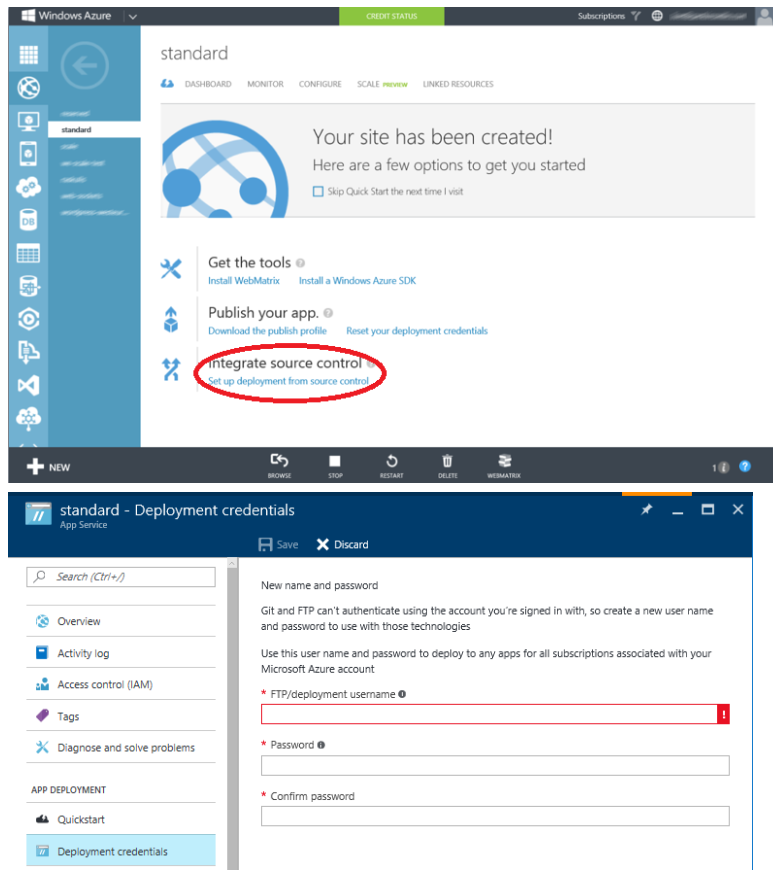 Windows Azure
CREDIT STATUS
Subscriptions
standard
standard
DASHBOARD MONITOR CONFIGURE SCALE PREVIEW LINKED RESOURCES
Your site has been created!
Here are a few options to get you started
Skip Quick Start the next time I visit
DB
SQL
Get the tools ?
Install WebMatrix Install a Windows Azure SDK
Publish your app. ?
Download the publish profile Reset your deployment credentials
Integrate source control
Set up deployment from source control
NEW
BROWSE STOP RESTART DELETE WEBMATRIX
1 i ?
standard - Deployment credentials
App Service
Save Discard
Search (Ctrl+/)
Overview
Activity log
Access control (IAM)
Tags
Diagnose and solve problems
APP DEPLOYMENT
Quickstart
Deployment credentials
New name and password
Git and FTP can't authenticate using the account you're signed in with, so create a new user name
and password to use with those technologies
Use this user name and password to deploy to any apps for all subscriptions associated with your
Microsoft Azure account
* FTP/deployment username
!
* Password
* Confirm password